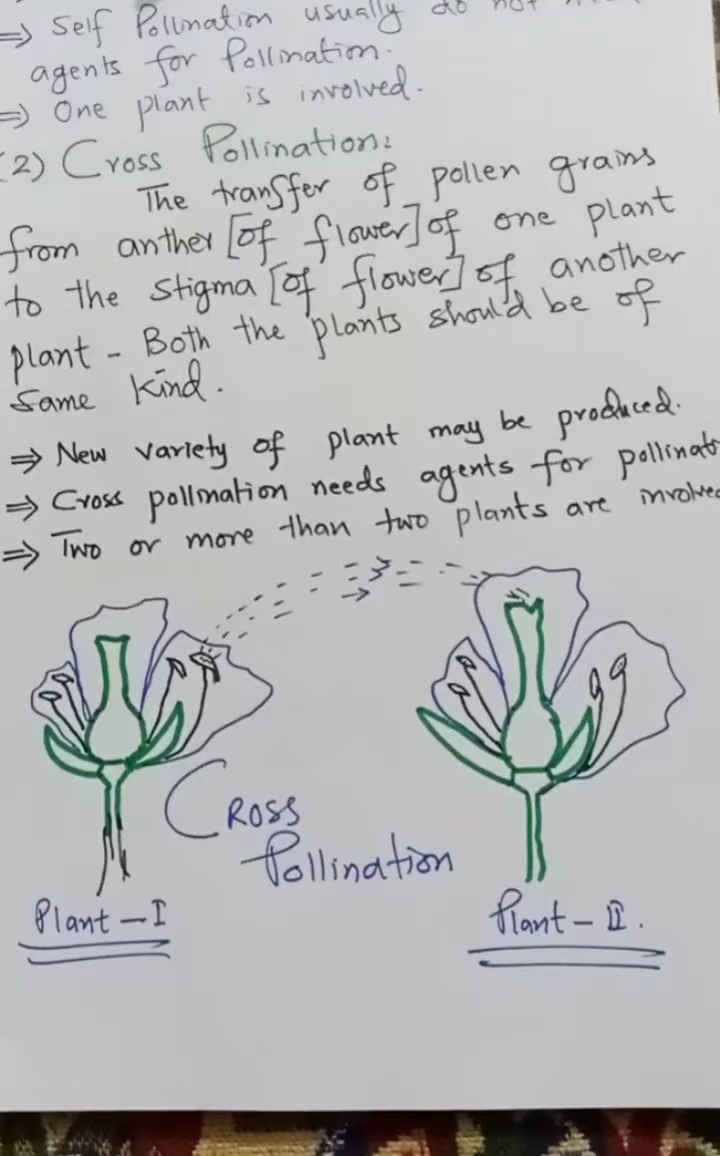 ⇒ Self Pollination usually do not
agents for Pollination.
⇒ One plant is involved.
(2) Cross Pollination:
The transfer of pollen grains
from anther [of flower] of one plant
to the stigma [of flower] of another
plant - Both the plants should be of
same kind.
⇒ New variety of plant may be produced.
⇒ Cross pollination needs agents for pollinat
⇒ Two or more than two plants are involve
Cross
Pollination
Plant - I
Plant - II.